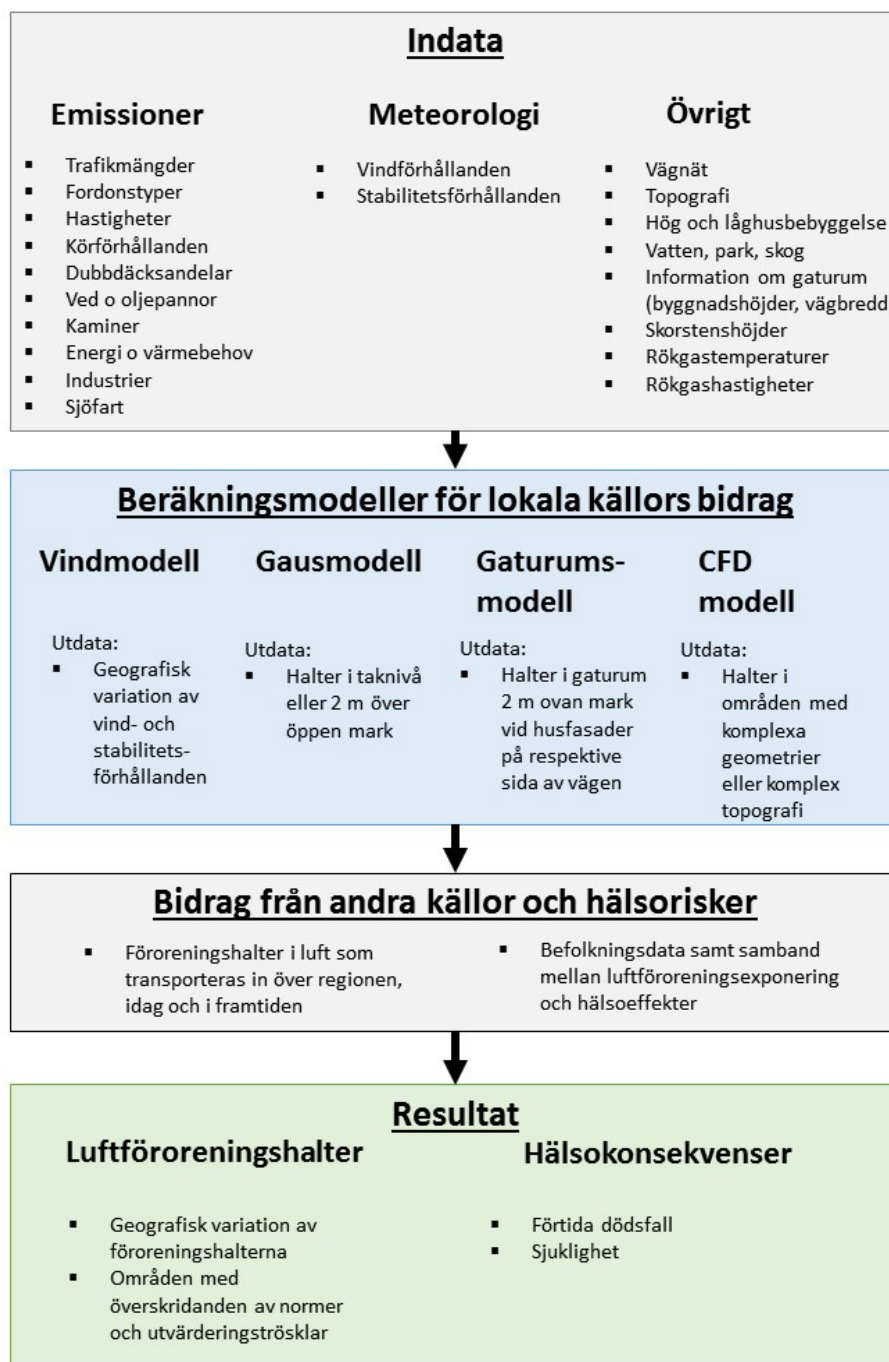 Indata
Emissioner
▪ Trafikmängder
▪ Fordonstyper
▪ Hastigheter
▪ Körförhållanden
▪ Dubbdäcksandelar
▪ Ved o oljepannor
▪ Kaminer
▪ Energi o värmebehov
▪ Industrier
▪ Sjöfart
Meteorologi
▪ Vindförhållanden
▪ Stabilitetsförhållanden
Övrigt
▪ Vägnät
▪ Topografi
▪ Hög och låghusbebyggelse
▪ Vatten, park, skog
▪ Information om gaturum
(byggnadshöjder, vägbredd
▪ Skorstenshöjder
▪ Rökgastemperaturer
▪ Rökgashastigheter
Beräkningsmodeller för lokala källors bidrag
Vindmodell
Utdata:
▪ Geografisk
variation av
vind- och
stabilitets-
förhållanden
Gausmodell
Utdata:
▪ Halter i taknivå
eller 2 m över
öppen mark
Gaturums-
modell
Utdata:
▪ Halter i gaturum
2 m ovan mark
vid husfasader
på respektive
sida av vägen
CFD
modell
Utdata:
▪ Halter i
områden med
komplexa
geometrier
eller komplex
topografi
Bidrag från andra källor och hälsorisker
▪ Föroreningshalter i luft som
transporteras in över regionen,
idag och i framtiden
▪ Befolkningsdata samt samband
mellan luftföroreningsexponering
och hälsoeffekter
Resultat
Luftföroreningshalter
▪ Geografisk variation av
föroreningshalterna
▪ Områden med
överskridanden av normer
och utvärderingströsklar
Hälsokonsekvenser
▪ Förtida dödsfall
▪ Sjuklighet